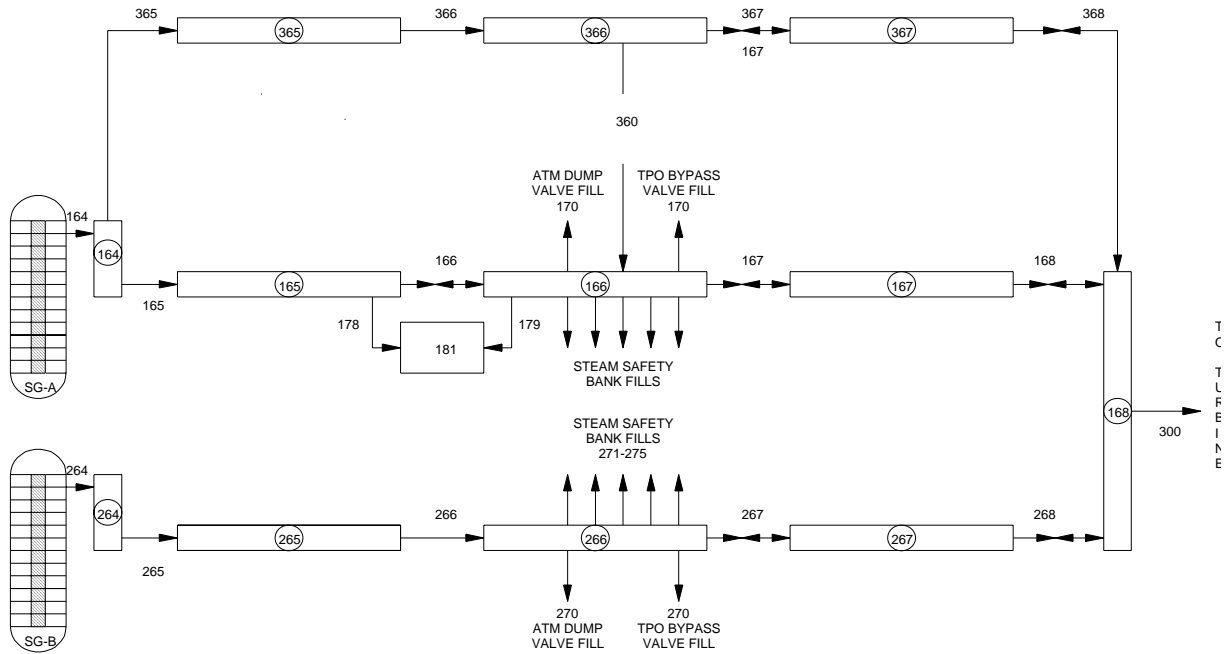 365
366
367
368
365
366
367
167
360
ATM DUMP
VALVE FILL
170
TPO BYPASS
VALVE FILL
170
164
164
166
167
168
165
166
167
165
178
179
181
SG-A
STEAM SAFETY
BANK FILLS
STEAM SAFETY
BANK FILLS
271-275
168
300
T
O
T
U
R
B
I
N
E
264
264
266
267
268
265
266
267
265
270
ATM DUMP
VALVE FILL
270
TPO BYPASS
VALVE FILL
SG-B